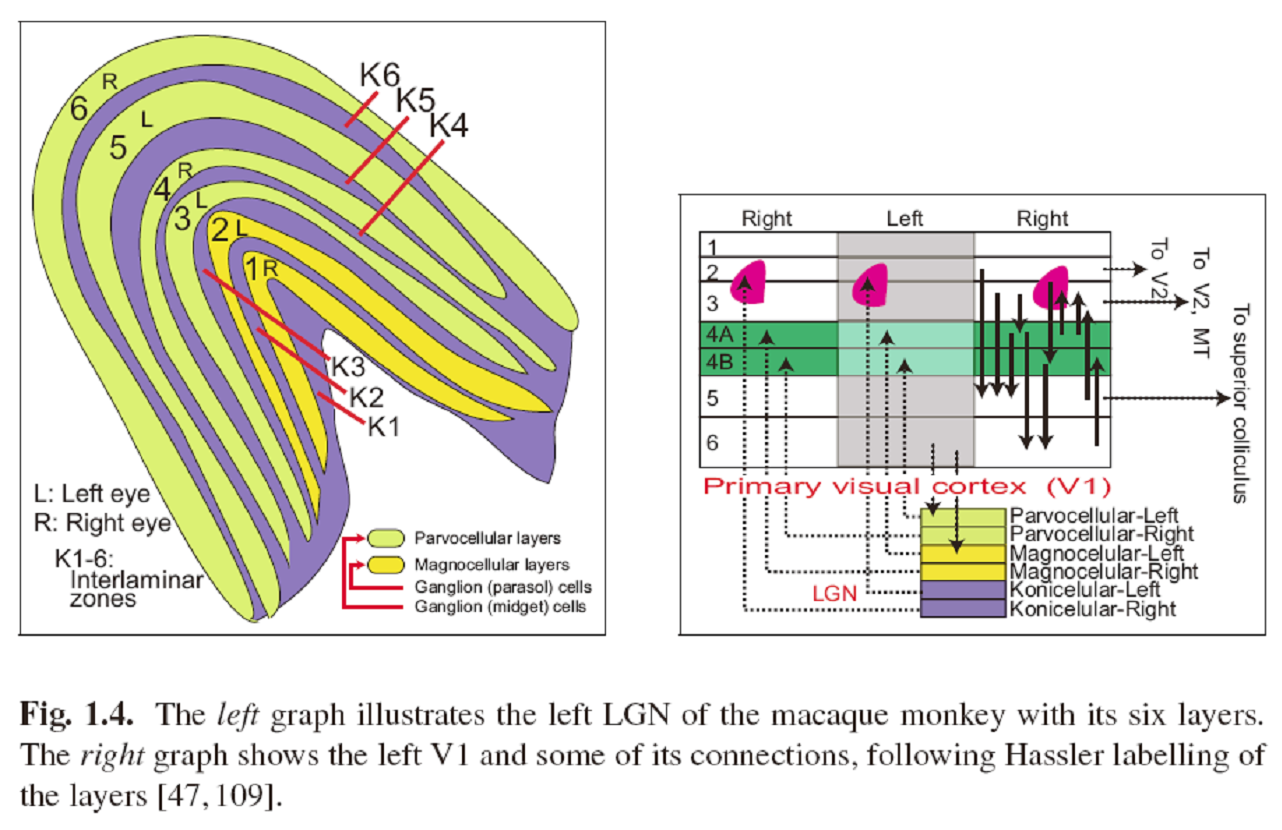 K6
K5
K4
6 R
5 L
4 R
3 L
2 L
1 R
K3
K2
K1
L: Left eye
R: Right eye
K1-6:
Interlaminar
zones
Parvocellular layers
Magnocellular layers
Ganglion (parasol) cells
Ganglion (midget) cells
Right Left Right
1
2
3
4A
4B
5
6
To V2
To V2, MT
To superior colliculus
Primary visual cortex (V1)
LGN
Parvocellular-Left
Parvocellular-Right
Magnocelular-Left
Magnocelular-Right
Konicelular-Left
Konicelular-Right
Fig. 1.4. The left graph illustrates the left LGN of the macaque monkey with its six layers.
The right graph shows the left V1 and some of its connections, following Hassler labelling of
the layers [47, 109].